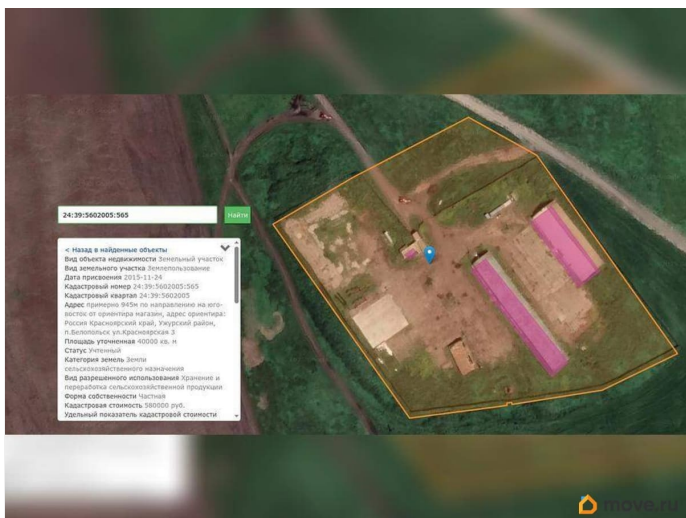 24:39:5602005:565
Найти
< Назад в найденные объекты
Вид объекта недвижимости Земельный участок
Вид земельного участка Землепользование
Дата присвоения 2015-11-24
Кадастровый номер 24:39:5602005:565
Кадастровый квартал 24:39:5602005
Адрес примерно 945м по направлению на юго-
восток от ориентира магазин, адрес ориентира:
Россия Красноярский край, Ужурский район,
п.Белопольск ул.Красноярская 3
Площадь уточненная 40000 кв. м
Статус Учтенный
Категория земель Земли
сельскохозяйственного назначения
Вид разрешенного использования Хранение и
переработка сельскохозяйственной продукции
Форма собственности Частная
Кадастровая стоимость 580000 руб.
Удельный показатель кадастровой стоимости
move.ru